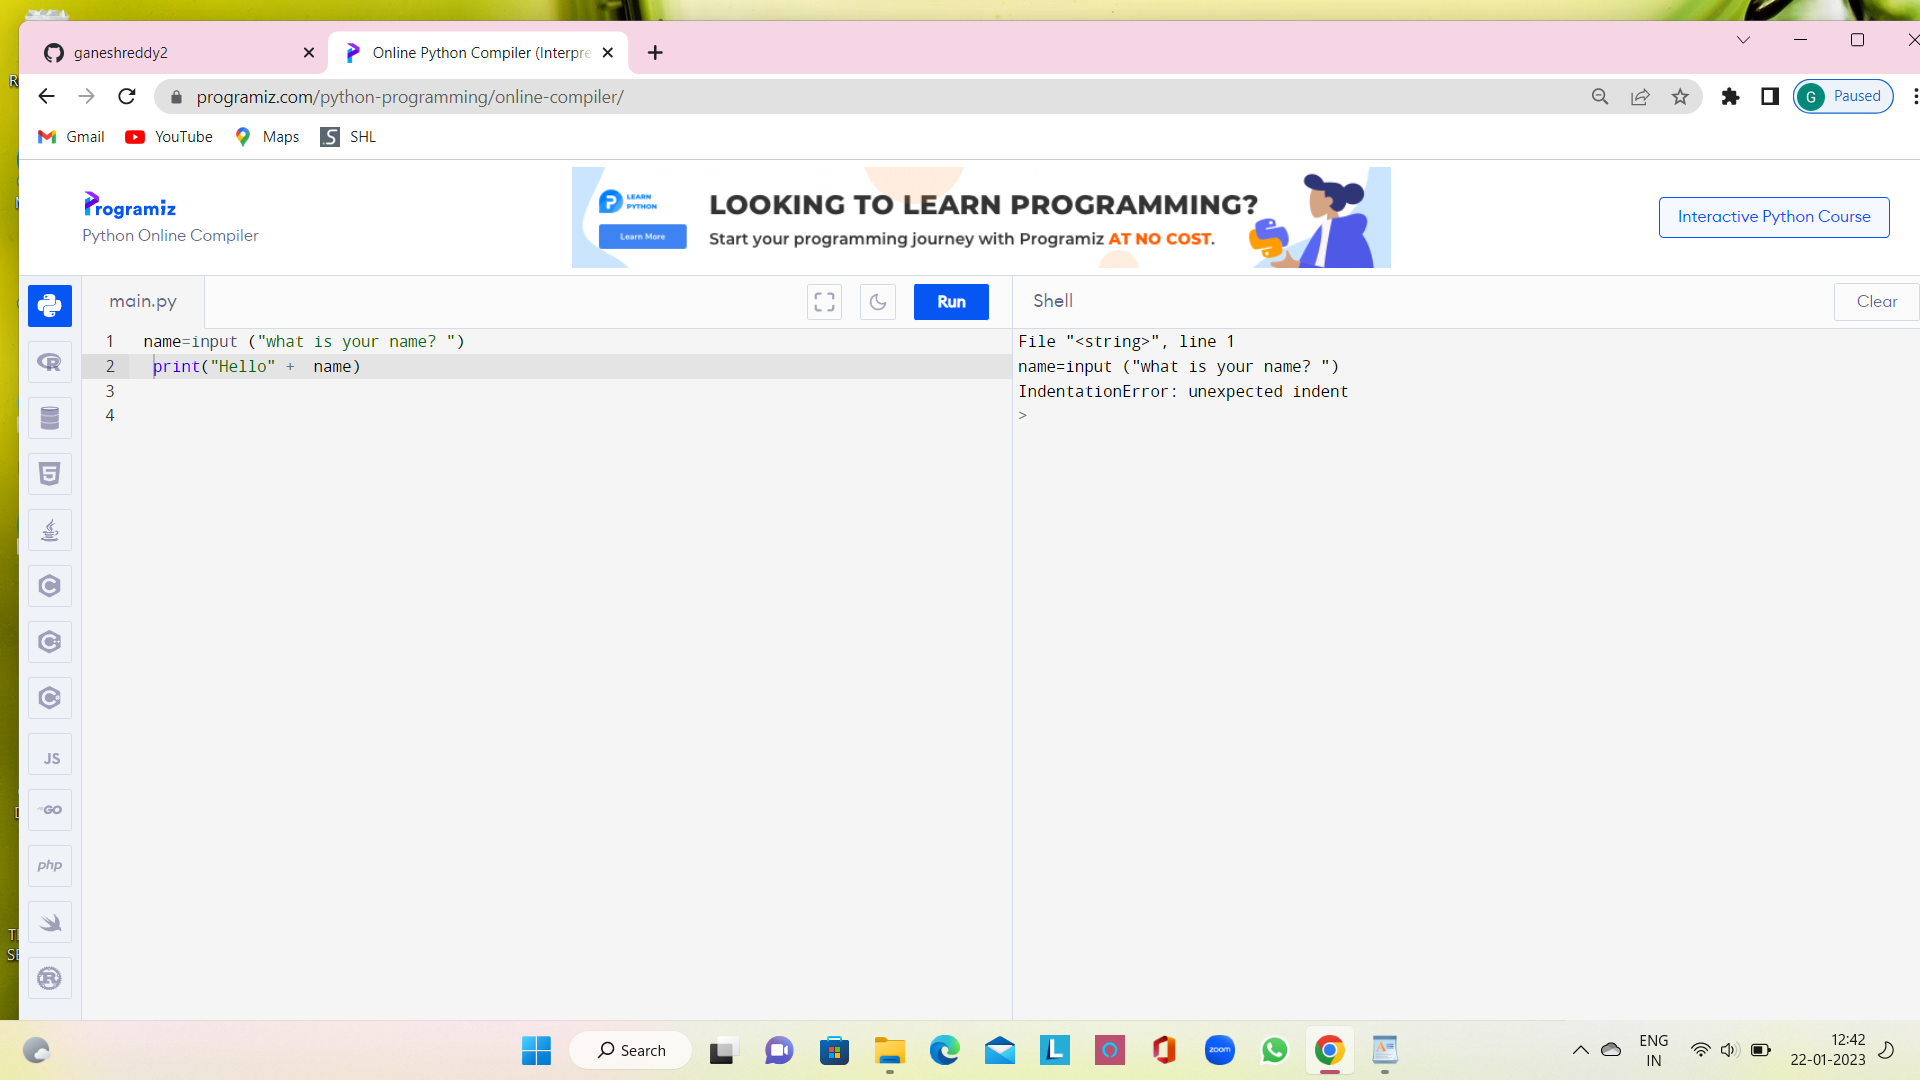 ganeshreddy2
Online Python Compiler (Interpre
programiz.com/python-programming/online-compiler/
G Paused
Gmail YouTube Maps S SHL
Programiz
Python Online Compiler
LEARN PYTHON
Learn More
LOOKING TO LEARN PROGRAMMING?
Start your programming journey with Programiz AT NO COST.
Interactive Python Course
main.py
Run
Shell
Clear
1 name=input ("what is your name? ")
2 print("Hello" +  name)
3
4
File "<string>", line 1
name=input ("what is your name? ")
IndentationError: unexpected indent
>
JS
GO
php
Search
zoom
ENG
IN
12:42
22-01-2023